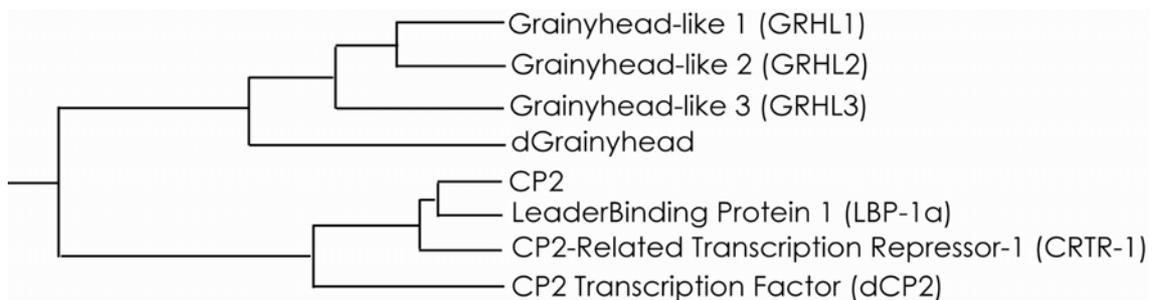 Grainyhead-like 1 (GRHL1)
Grainyhead-like 2 (GRHL2)
Grainyhead-like 3 (GRHL3)
dGrainyhead
CP2
LeaderBinding Protein 1 (LBP-1a)
CP2-Related Transcription Repressor-1 (CRTR-1)
CP2 Transcription Factor (dCP2)